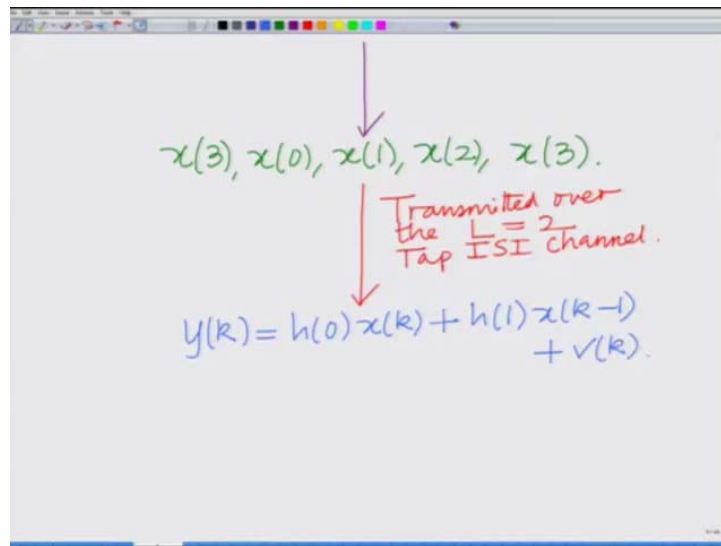 x(3), x(0), x(1), x(2), x(3).
Transmitted over
the L = 2
Tap ISI Channel.
y(k) = h(0) x(k) + h(1) x(k-1)
+ v(k).